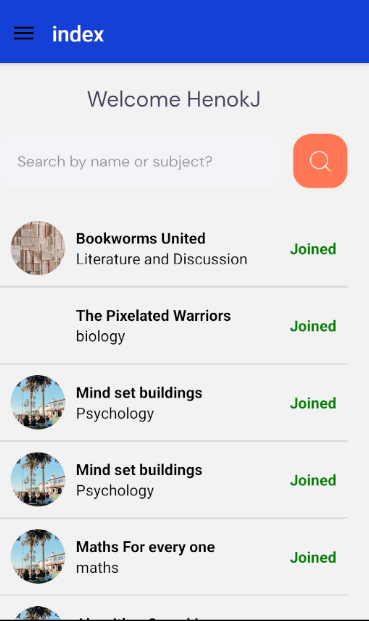 index
Welcome HenokJ
Search by name or subject?
Bookworms United
Literature and Discussion
Joined
The Pixelated Warriors
biology
Joined
Mind set buildings
Psychology
Joined
Mind set buildings
Psychology
Joined
Maths For every one
maths
Joined